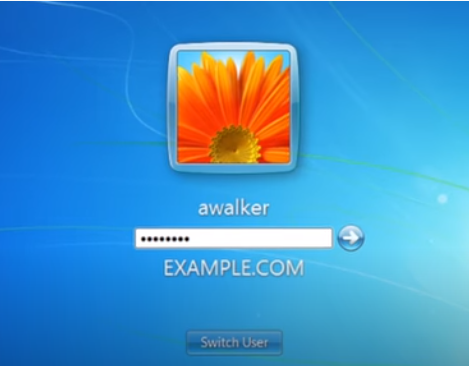 awalker
••••••••
EXAMPLE.COM
Switch User